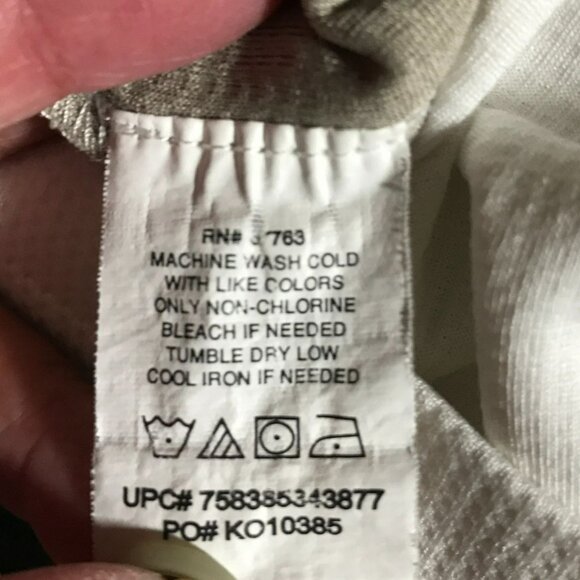 RN#
MACHINE WASH COLD
WITH LIKE COLORS
ONLY NON-CHLORINE
BLEACH IF NEEDED
TUMBLE DRY LOW
COOL IRON IF NEEDED
UPC# 758385343877
PO# KO10385